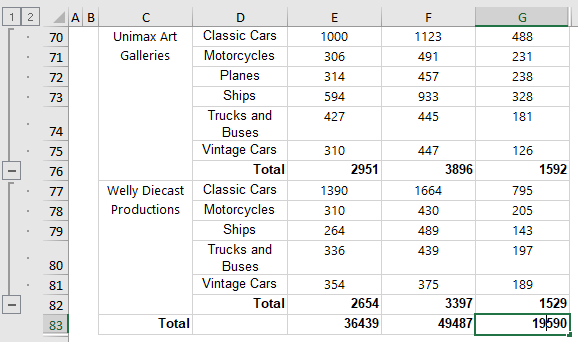 1 2 A B C D E F G
70 Unimax Art Classic Cars 1000 1123 488
71 Galleries Motorcycles 306 491 231
72 Planes 314 457 238
73 Ships 594 933 328
Trucks and 427 445 181
74 Buses
75 Vintage Cars 310 447 126
76 Total 2951 3896 1592
77 Welly Diecast Classic Cars 1390 1664 795
78 Productions Motorcycles 310 430 205
79 Ships 264 489 143
Trucks and 336 439 197
80 Buses
81 Vintage Cars 354 375 189
82 Total 2654 3397 1529
83 Total 36439 49487 19590